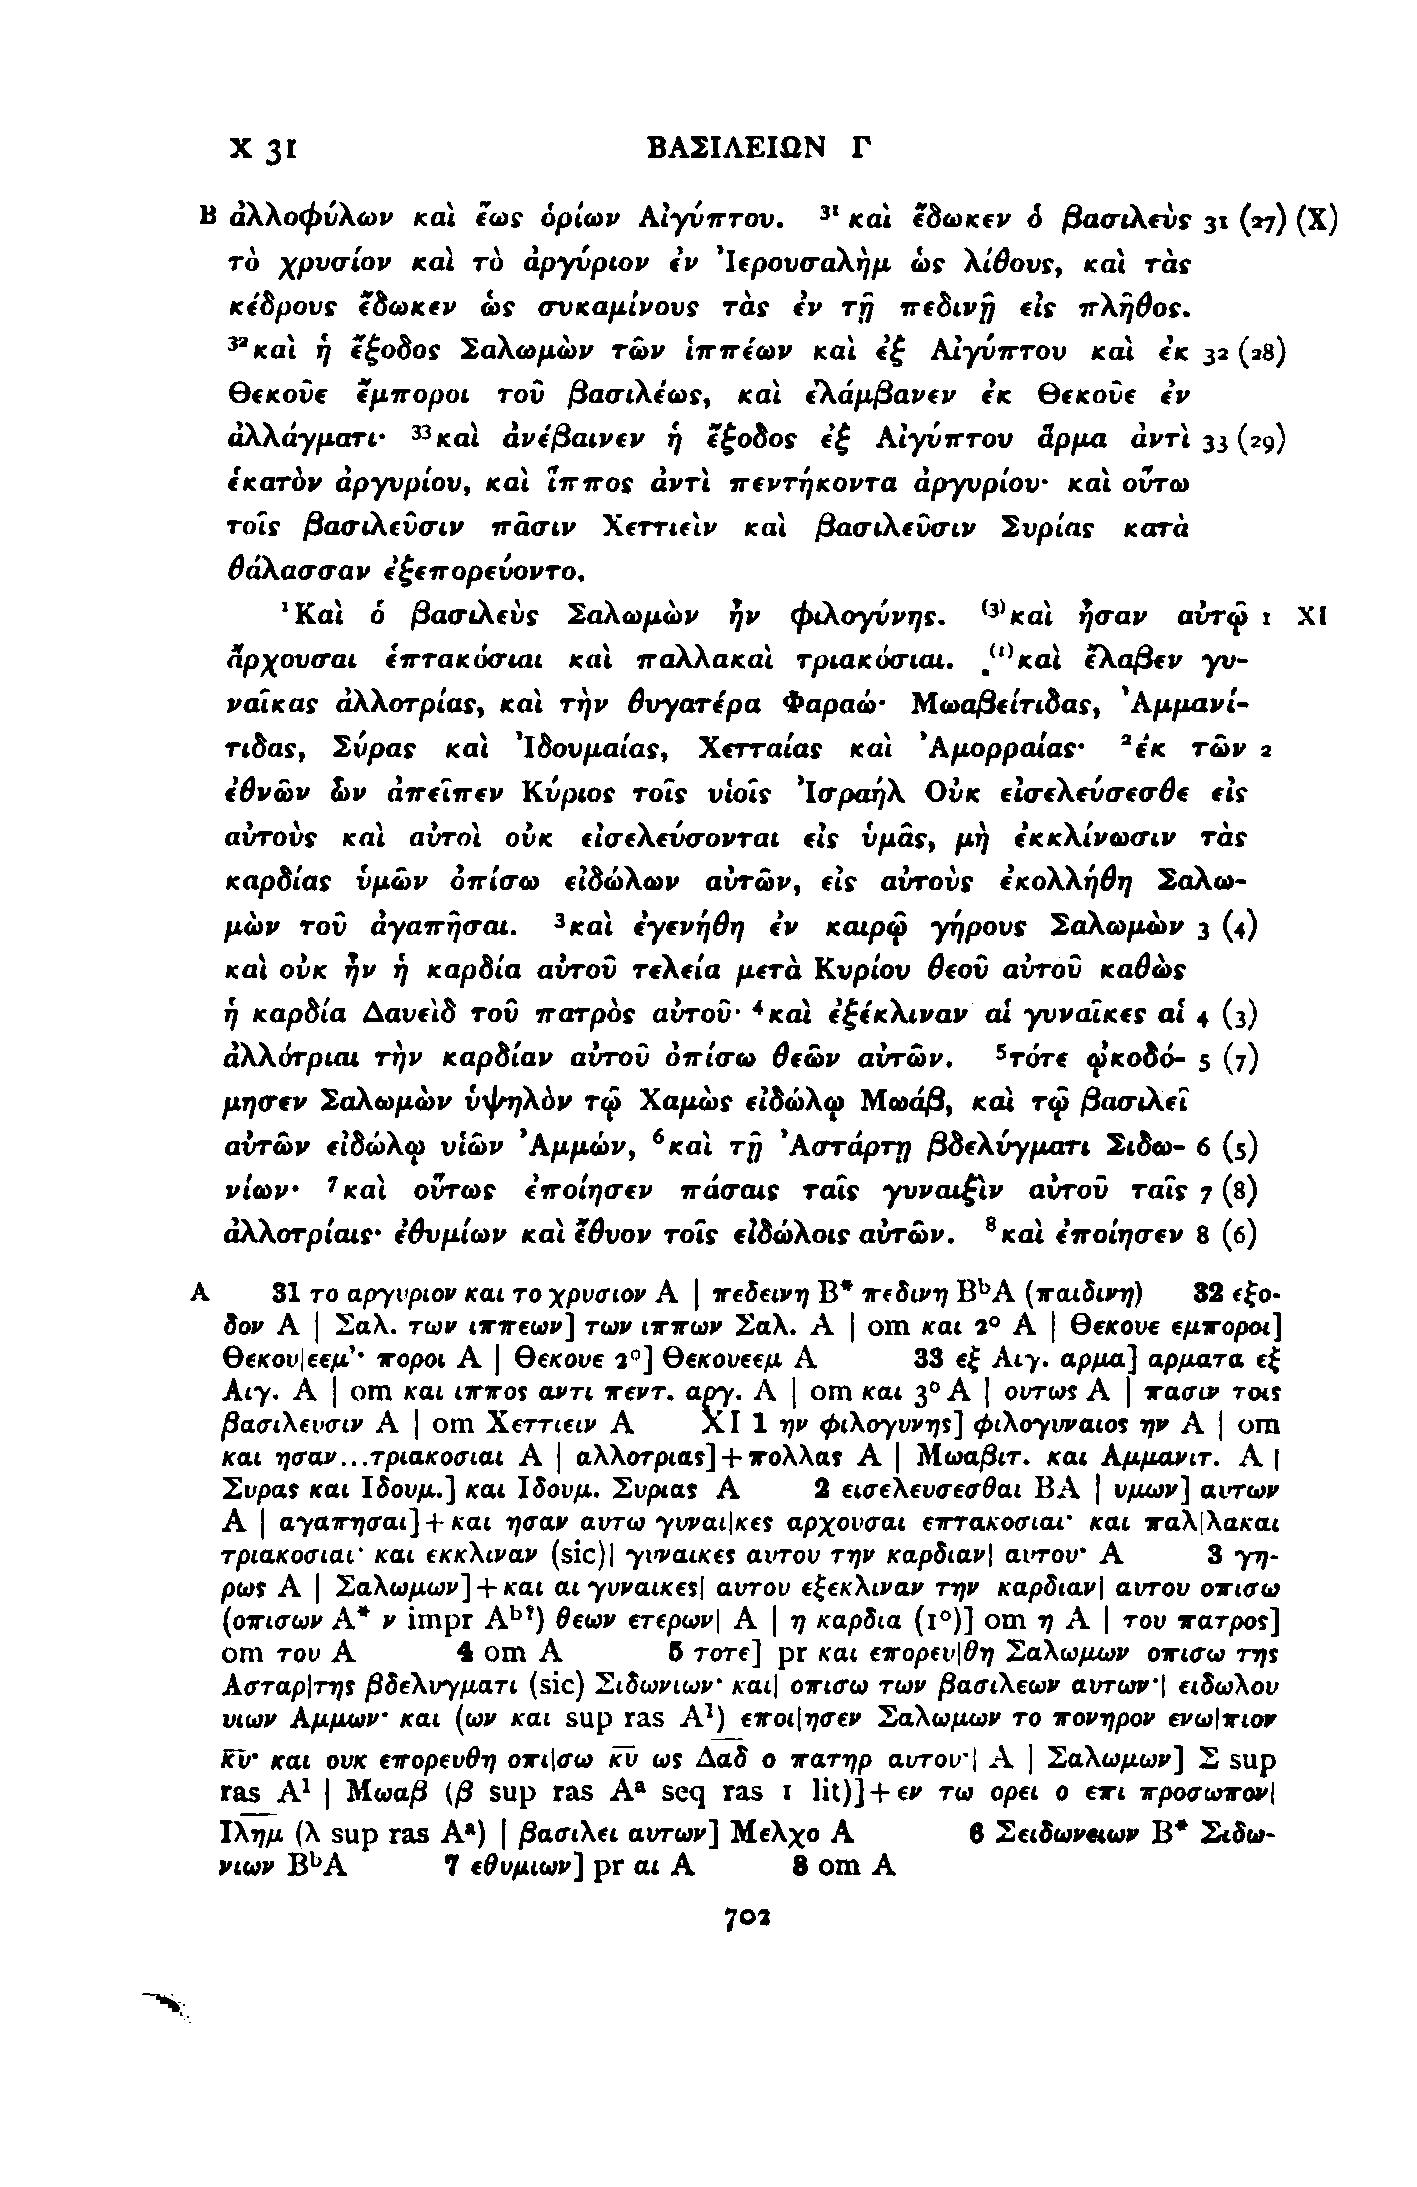 X 31 ΒΑΣΙΛΕΙΩΝ Γ
B ἀλλοφύλων καὶ ἕως ὁρίων Αἰγύπτου. ³¹ καὶ ἔδωκεν ὁ βασιλεὺς 31 (27) (X)
τὸ χρυσίον καὶ τὸ ἀργύριον ἐν Ἰερουσαλὴμ ὡς λίθους, καὶ τὰς
κέδρους ἔδωκεν ὡς συκαμίνους τὰς ἐν τῇ πεδινῇ εἰς πλῆθος.
³²καὶ ἡ ἔξοδος Σαλωμὼν τῶν ἱππέων καὶ ἐξ Αἰγύπτου καὶ ἐκ 32 (28)
Θεκοῦε ἔμποροι τοῦ βασιλέως, καὶ ἐλάμβανεν ἐκ Θεκοῦε ἐν
ἀλλάγματι· ³³καὶ ἀνέβαινεν ἡ ἔξοδος ἐξ Αἰγύπτου ἅρμα ἀντὶ 33 (29)
ἑκατὸν ἀργυρίου, καὶ ἵππος ἀντὶ πεντήκοντα ἀργυρίου· καὶ οὕτω
τοῖς βασιλεῦσιν πᾶσιν Χεττιεὶν καὶ βασιλεῦσιν Συρίας κατὰ
θάλασσαν ἐξεπορεύοντο.
¹Καὶ ὁ βασιλεὺς Σαλωμὼν ἦν φιλογύνης. ⁽³⁾καὶ ἦσαν αὐτῷ 1 XI
ἄρχουσαι ἑπτακόσιαι καὶ παλλακαὶ τριακόσιαι. ⁽¹⁾καὶ ἔλαβεν γυ-
ναῖκας ἀλλοτρίας, καὶ τὴν θυγατέρα Φαραώ· Μωαβείτιδας, Ἀμμανί-
τιδας, Σύρας καὶ Ἰδουμαίας, Χετταίας καὶ Ἀμορραίας· ²ἐκ τῶν 2
ἐθνῶν ὧν ἀπεῖπεν Κύριος τοῖς υἱοῖς Ἰσραήλ Οὐκ εἰσελεύσεσθε εἰς
αὐτοὺς καὶ αὐτοὶ οὐκ εἰσελεύσονται εἰς ὑμᾶς, μὴ ἐκκλίνωσιν τὰς
καρδίας ὑμῶν ὀπίσω εἰδώλων αὐτῶν, εἰς αὐτοὺς ἐκολλήθη Σαλω-
μὼν τοῦ ἀγαπῆσαι. ³καὶ ἐγενήθη ἐν καιρῷ γήρους Σαλωμὼν 3 (4)
καὶ οὐκ ἦν ἡ καρδία αὐτοῦ τελεία μετὰ Κυρίου θεοῦ αὐτοῦ καθὼς
ἡ καρδία Δαυεὶδ τοῦ πατρὸς αὐτοῦ· ⁴καὶ ἐξέκλιναν αἱ γυναῖκες αἱ 4 (3)
ἀλλότριαι τὴν καρδίαν αὐτοῦ ὀπίσω θεῶν αὐτῶν. ⁵τότε ᾠκοδό- 5 (7)
μησεν Σαλωμὼν ὑψηλὸν τῷ Χαμὼς εἰδώλῳ Μωάβ, καὶ τῷ βασιλεῖ
αὐτῶν εἰδώλῳ υἱῶν Ἀμμών, ⁶καὶ τῇ Ἀστάρτῃ βδελύγματι Σιδω- 6 (5)
νίων· ⁷καὶ οὕτως ἐποίησεν πάσαις ταῖς γυναιξὶν αὐτοῦ ταῖς 7 (8)
ἀλλοτρίαις· ἐθυμίων καὶ ἔθυον τοῖς εἰδώλοις αὐτῶν. ⁸καὶ ἐποίησεν 8 (6)
A 31 το αργυριον και το χρυσιον A | πεδεινη B* πεδινη BᵇA (παιδινη) 32 εξο-
δον A | Σαλ. των ιππεων] των ιππων Σαλ. A | om και 2° A | Θεκουε εμποροι]
Θεκου|εεμ’· ποροι A | Θεκουε 2°] Θεκουεεμ A 33 εξ Αιγ. αρμα] αρματα εξ
Αιγ. A | om και ιππος αντι πεντ. αργ. A | om και 3° A | ουτως A | πασιν τοις
βασιλευσιν A | om Χεττιειν A XI 1 ην φιλογυνης] φιλογυναιος ην A | om
και ησαν...τριακοσιαι A | αλλοτριας]+πολλας A | Μωαβιτ. και Αμμανιτ. A |
Συρας και Ιδουμ.] και Ιδουμ. Συριας A 2 εισελευσεσθαι BA | υμων] αυτων
A | αγαπησαι]+και ησαν αυτω γυναι|κες αρχουσαι επτακοσιαι· και παλ|λακαι
τριακοσιαι· και εκκλιναν (sic)| γυναικες αυτου την καρδιαν| αυτου· A 3 γη-
ρως A | Σαλωμων]+και αι γυναικες| αυτου εξεκλιναν την καρδιαν| αυτου οπισω
(οπισων A* ν impr Aᵇ?) θεων ετερων| A | η καρδια (1°)] om η A | του πατρος]
om του A 4 om A 5 τοτε] pr και επορευ|θη Σαλωμων οπισω της
Ασταρ|της βδελυγματι (sic) Σιδωνιων· και| οπισω των βασιλεων αυτων·| ειδωλου
υιων Αμμων· και (ων και sup ras A¹) εποι|ησεν Σαλωμων το πονηρον ενω|πιον
κ̅υ̅· και ουκ επορευθη οπι|σω κ̅υ̅ ως Δ̅α̅δ̅ ο πατηρ αυτου·| A | Σαλωμων] Σ sup
ras A¹ | Μωαβ (β sup ras Aᵃ seq ras 1 lit)]+εν τω ορει ο επι προσωπον|
Ι̅λ̅η̅μ̅ (λ sup ras Aᵃ) | βασιλει αυτων] Μελχο A 6 Σειδωνειων B* Σιδω-
νιων BᵇA 7 εθυμιων] pr αι A 8 om A
702